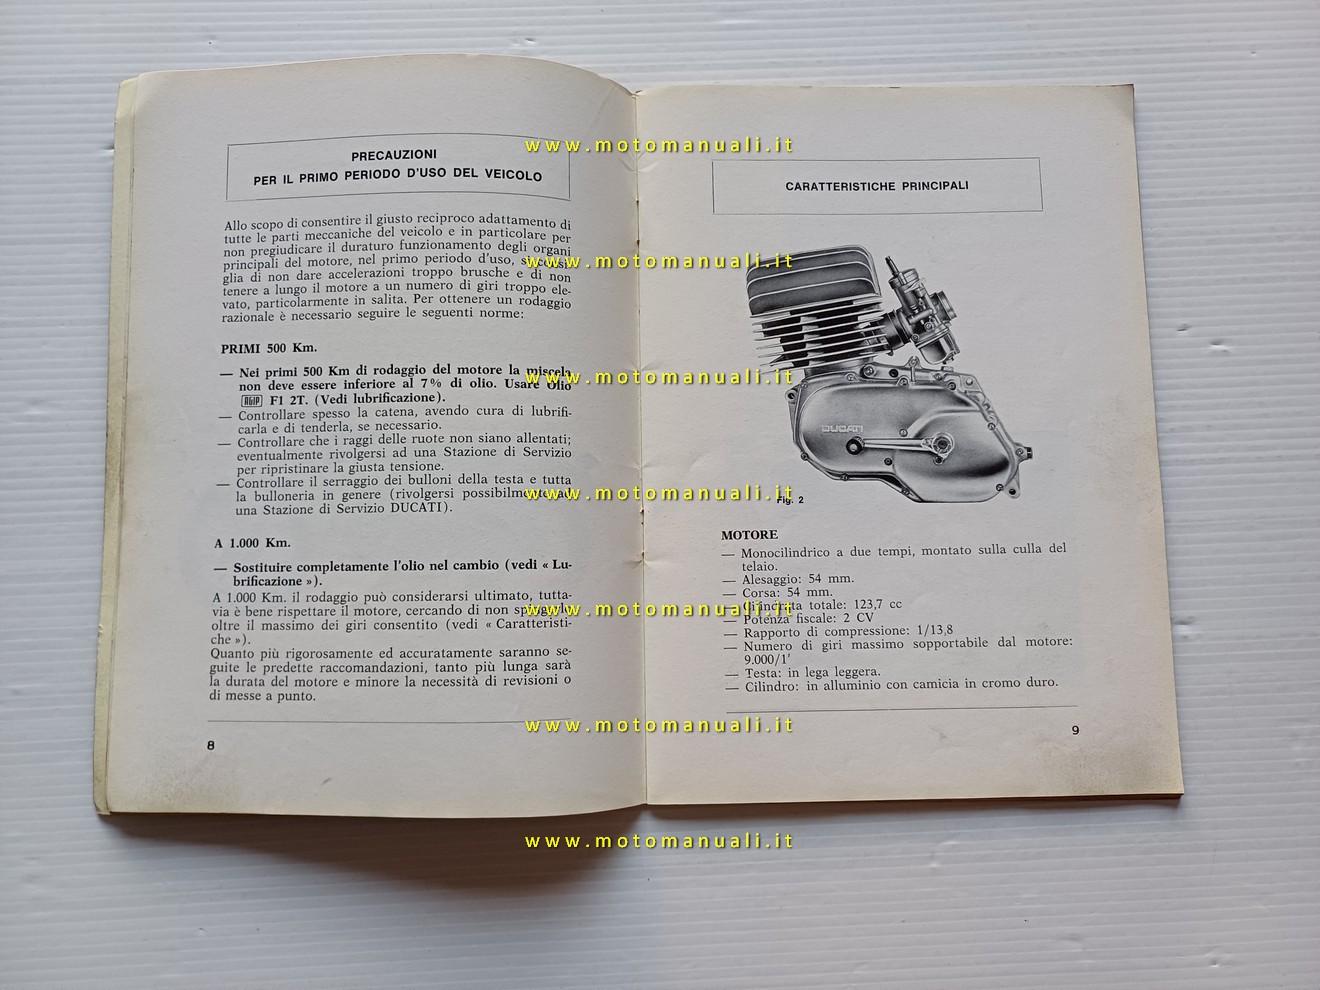 PRECAUZIONI
PER IL PRIMO PERIODO D'USO DEL VEICOLO
Allo scopo di consentire il giusto reciproco adattamento di
tutte le parti meccaniche del veicolo e in particolare per
non pregiudicare il duraturo funzionamento degli organi
principali del motore, nel primo periodo d'uso,
glia di non dare accelerazioni troppo brusche e di non
tenere a lungo il motore a un numero di giri troppo ele-
vato, particolarmente in salita. Per ottenere un rodaggio
razionale è necessario seguire le seguenti norme:
PRIMI 500 Km.
— Nei primi 500 Km di rodaggio del motore la miscela
non deve essere inferiore al 7% di olio. Usare Olio
AGIP F1 2T. (Vedi lubrificazione).
— Controllare spesso la catena, avendo cura di lubrifi-
carla e di tenderla, se necessario.
— Controllare che i raggi delle ruote non siano allentati;
eventualmente rivolgersi ad una Stazione di Servizio
per ripristinare la giusta tensione.
— Controllare il serraggio dei bulloni della testa e tutta
la bulloneria in genere (rivolgersi possibilmente ad
una Stazione di Servizio DUCATI).
A 1.000 Km.
— Sostituire completamente l'olio nel cambio (vedi « Lu-
brificazione »).
A 1.000 Km. il rodaggio può considerarsi ultimato, tutta-
via è bene rispettare il motore, cercando di non
oltre il massimo dei giri consentito (vedi « Caratteristi-
che »).
Quanto più rigorosamente ed accuratamente saranno se-
guite le predette raccomandazioni, tanto più lunga sarà
la durata del motore e minore la necessità di revisioni o
di messe a punto.
8
CARATTERISTICHE PRINCIPALI
DUCATI
Fig. 2
MOTORE
— Monocilindrico a due tempi, montato sulla culla del
telaio.
— Alesaggio: 54 mm.
— Corsa: 54 mm.
— Cilindrata totale: 123,7 cc
— Potenza fiscale: 2 CV
— Rapporto di compressione: 1/13,8
— Numero di giri massimo sopportabile dal motore:
9.000/1'
— Testa: in lega leggera.
— Cilindro: in alluminio con camicia in cromo duro.
9
www.motomanuali.it
www.motomanuali.it
www.motomanuali.it
www.motomanuali.it
www.motomanuali.it
www.motomanuali.it
www.motomanuali.it